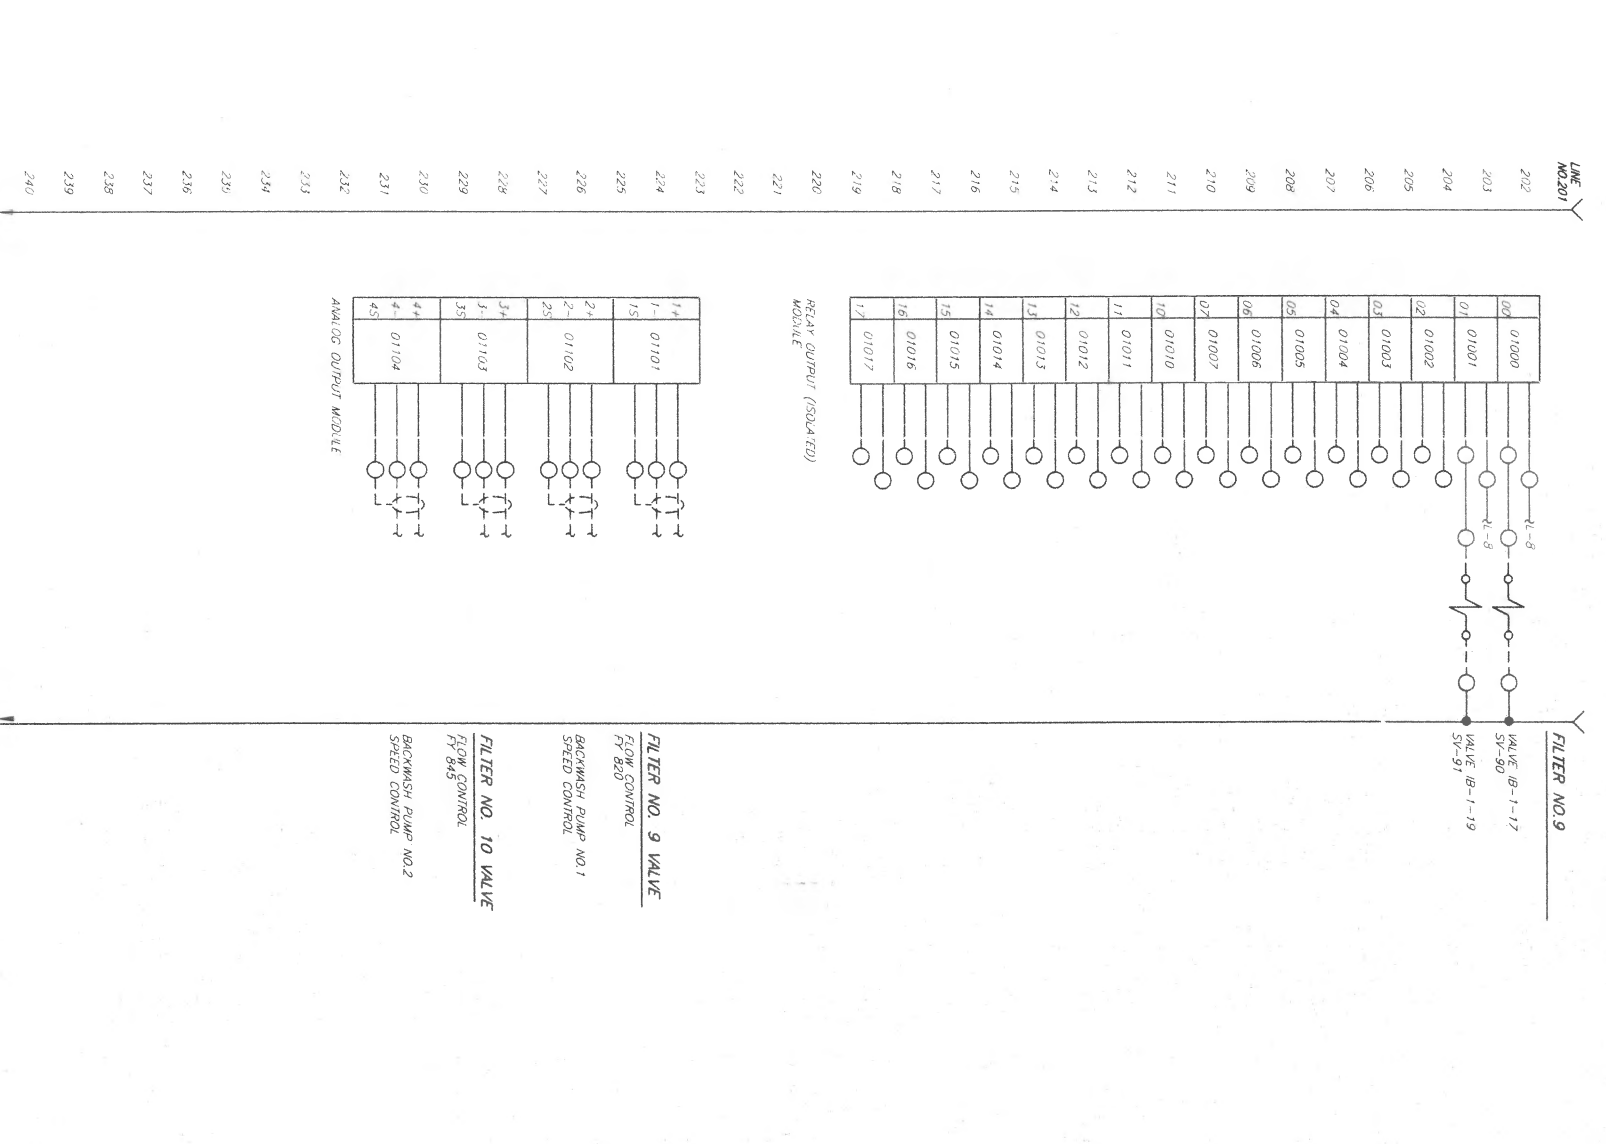 LINE
NO.201
202
203
204
205
206
207
208
209
210
211
212
213
214
215
216
217
218
219
220
221
222
223
224
225
226
227
228
229
230
231
232
233
234
235
236
237
238
239
240
00 01000
01 01001
02 01002
03 01003
04 01004
05 01005
06 01006
07 01007
10 01010
11 01011
12 01012
13 01013
14 01014
15 01015
16 01016
17 01017
RELAY OUTPUT (ISOLATED)
MODULE
L-8
L-8
FILTER NO.9
VALVE IB-1-17
SV-90
VALVE IB-1-19
SV-91
1+
1-
1S
01101
2+
2-
2S
01102
3+
3-
3S
01103
4+
4-
4S
01104
ANALOG OUTPUT MODULE
FILTER NO. 9 VALVE
FLOW CONTROL
FY 820
BACKWASH PUMP NO.1
SPEED CONTROL
FILTER NO. 10 VALVE
FLOW CONTROL
FY 845
BACKWASH PUMP NO.2
SPEED CONTROL